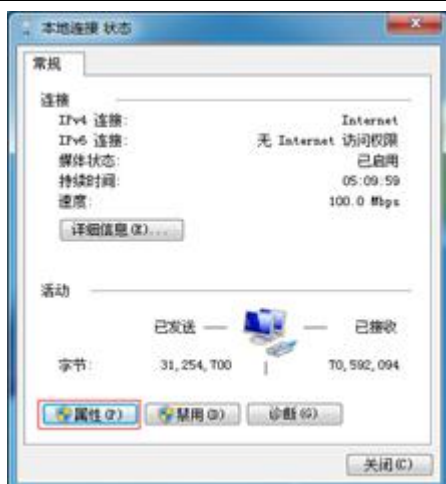 本地连接 状态
常规
连接
IPv4 连接: Internet
IPv6 连接: 无 Internet 访问权限
媒体状态: 已启用
持续时间: 05:09:59
速度: 100.0 Mbps
详细信息(E)...
活动
已发送 — — 已接收
字节: 31,254,700 | 70,592,094
属性(P) 禁用(D) 诊断(G)
关闭(C)